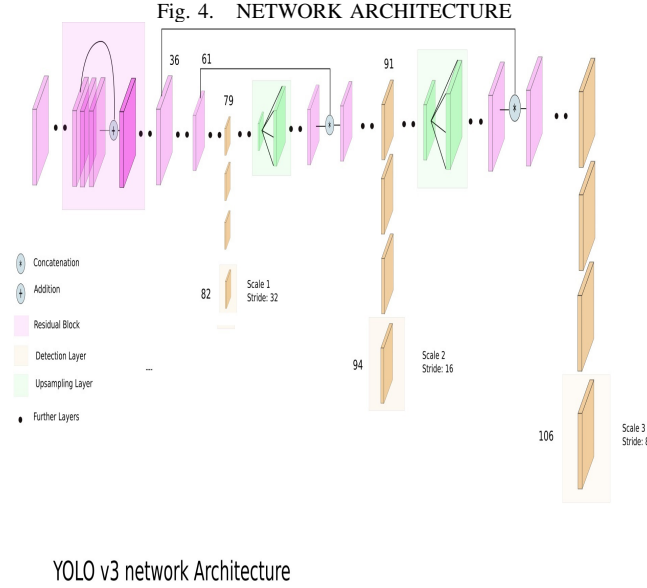 Fig. 4. NETWORK ARCHITECTURE
36
61
79
91
Concatenation
Addition
Residual Block
Detection Layer
Upsampling Layer
Further Layers
82
Scale 1
Stride: 32
...
94
Scale 2
Stride: 16
106
Scale 3
Stride: 8
YOLO v3 network Architecture